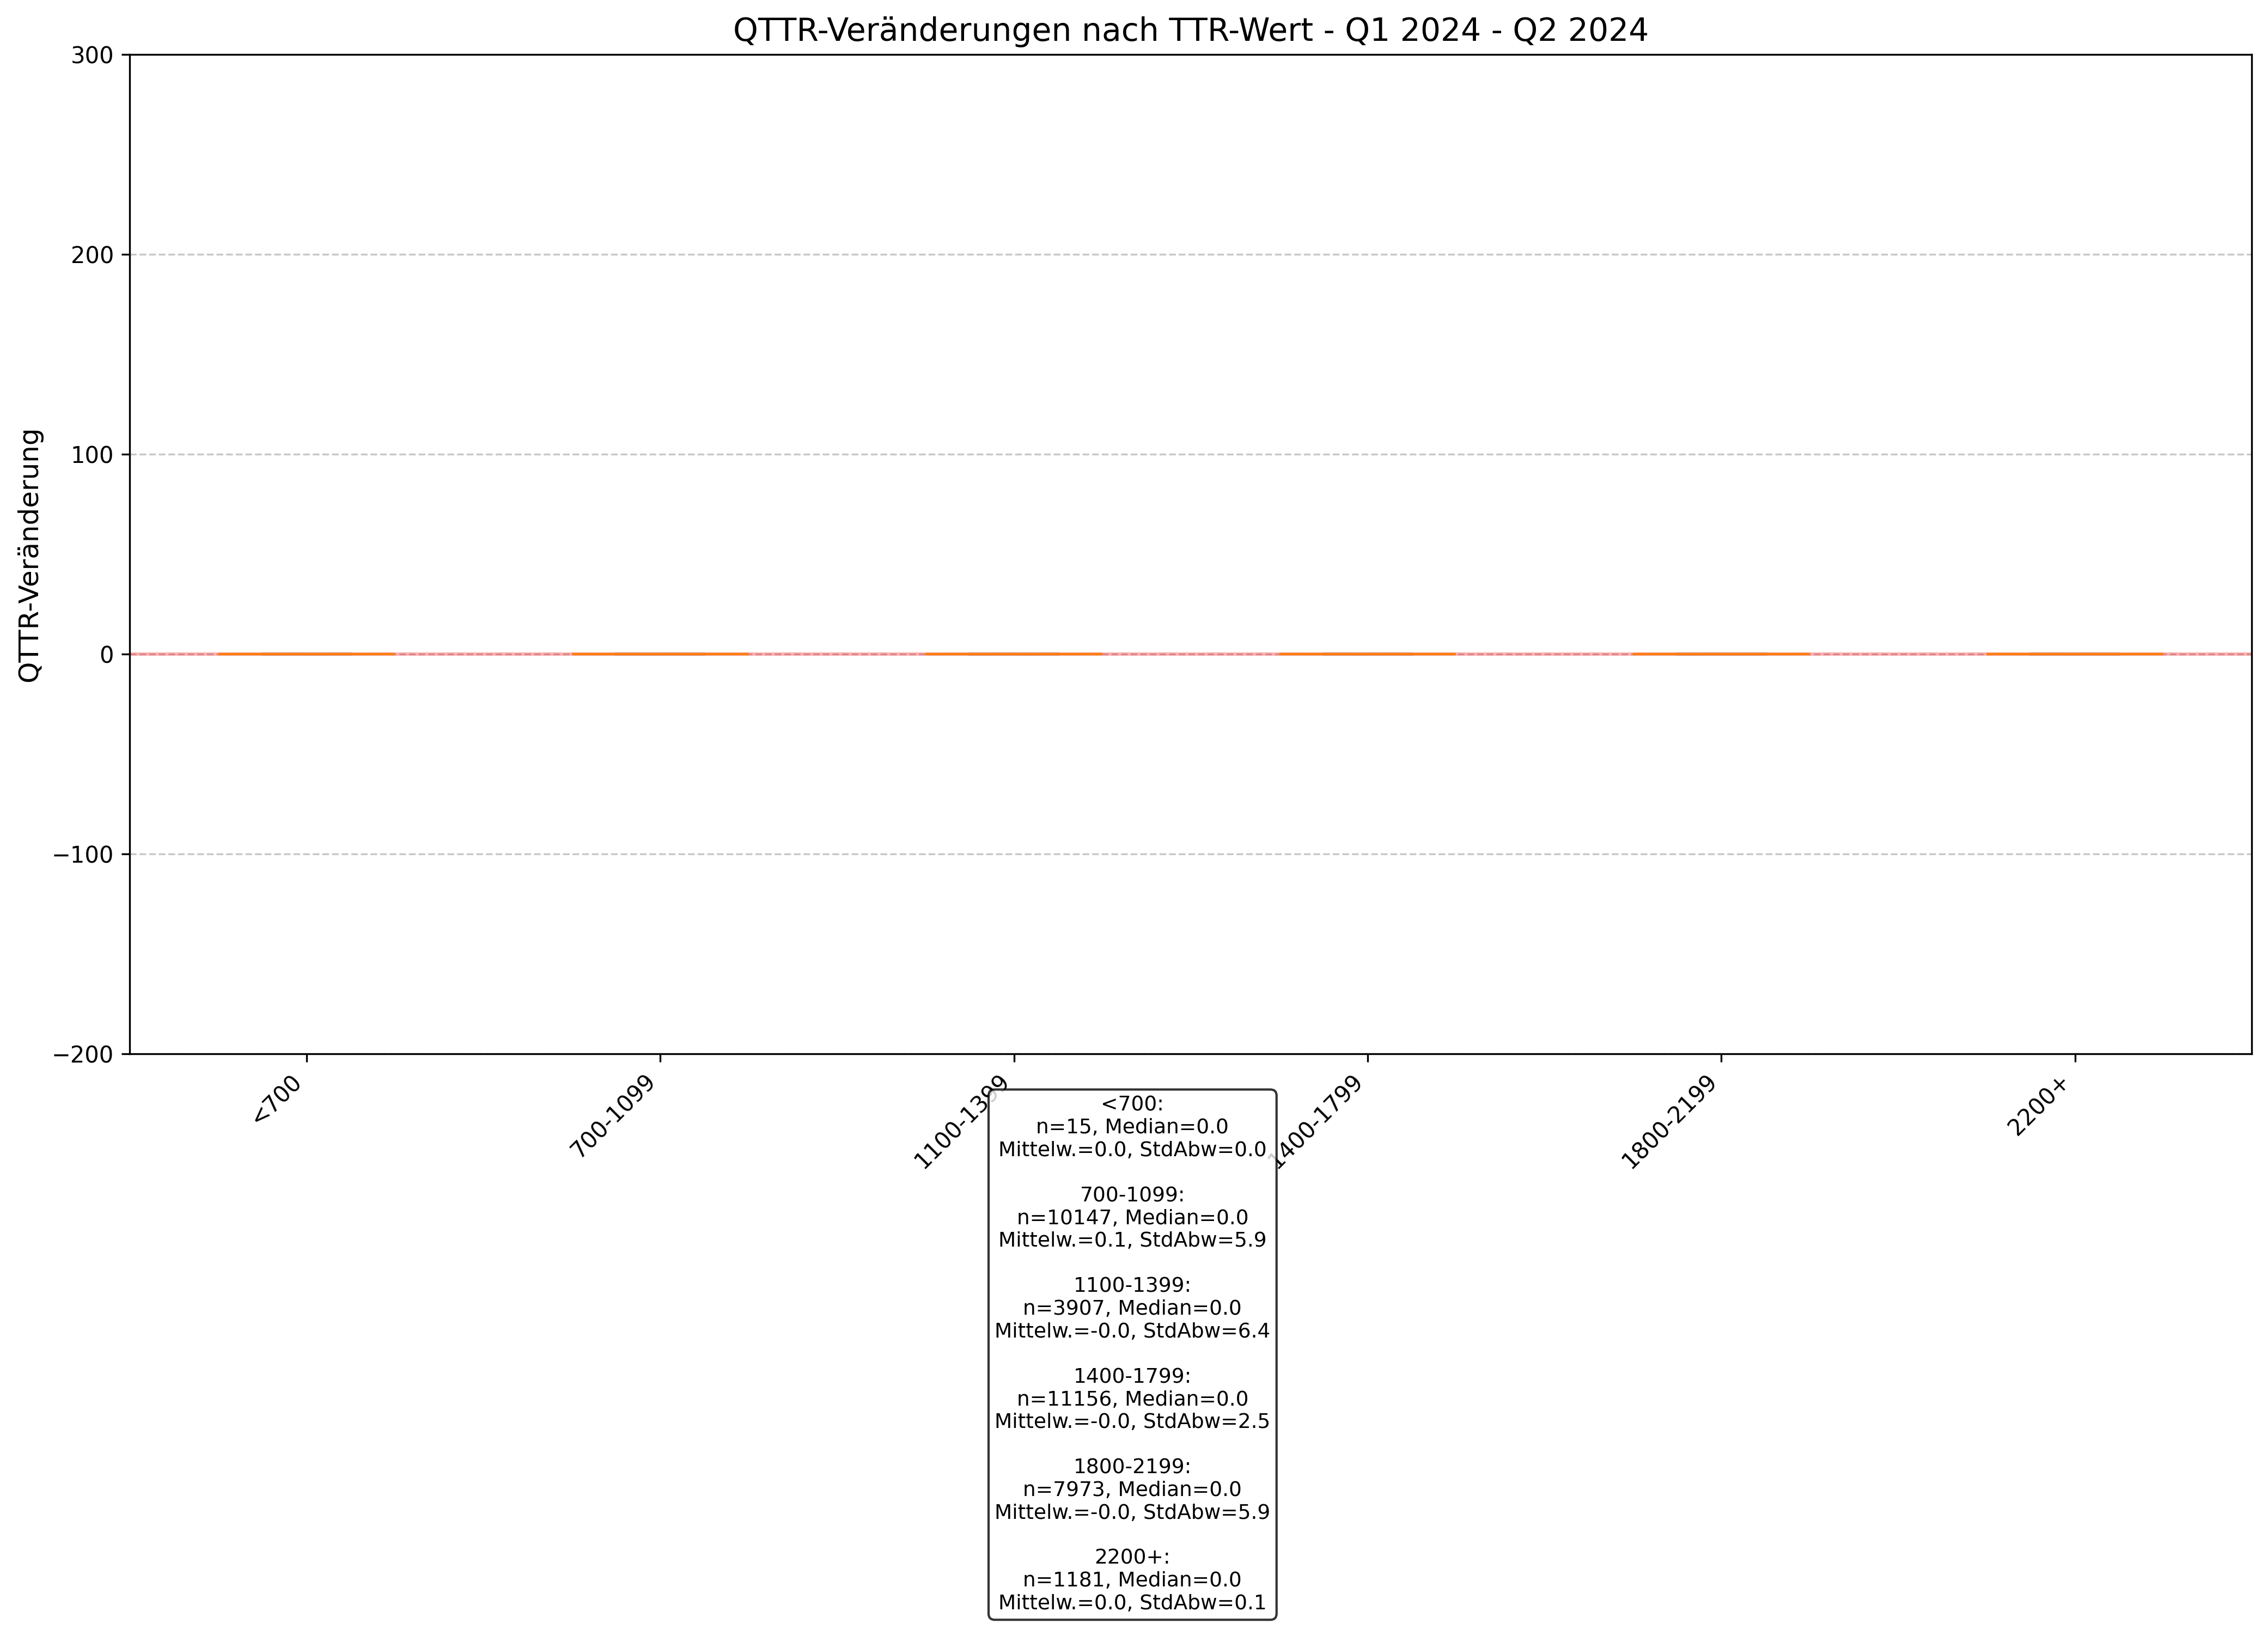 QTTR-Veränderungen nach TTR-Wert - Q1 2024 - Q2 2024
QTTR-Veränderung
300
200
100
0
−100
−200
<700
700-1099
1100-1399
1400-1799
1800-2199
2200+
<700:
n=15, Median=0.0
Mittelw.=0.0, StdAbw=0.0
700-1099:
n=10147, Median=0.0
Mittelw.=0.1, StdAbw=5.9
1100-1399:
n=3907, Median=0.0
Mittelw.=-0.0, StdAbw=6.4
1400-1799:
n=11156, Median=0.0
Mittelw.=-0.0, StdAbw=2.5
1800-2199:
n=7973, Median=0.0
Mittelw.=-0.0, StdAbw=5.9
2200+:
n=1181, Median=0.0
Mittelw.=0.0, StdAbw=0.1